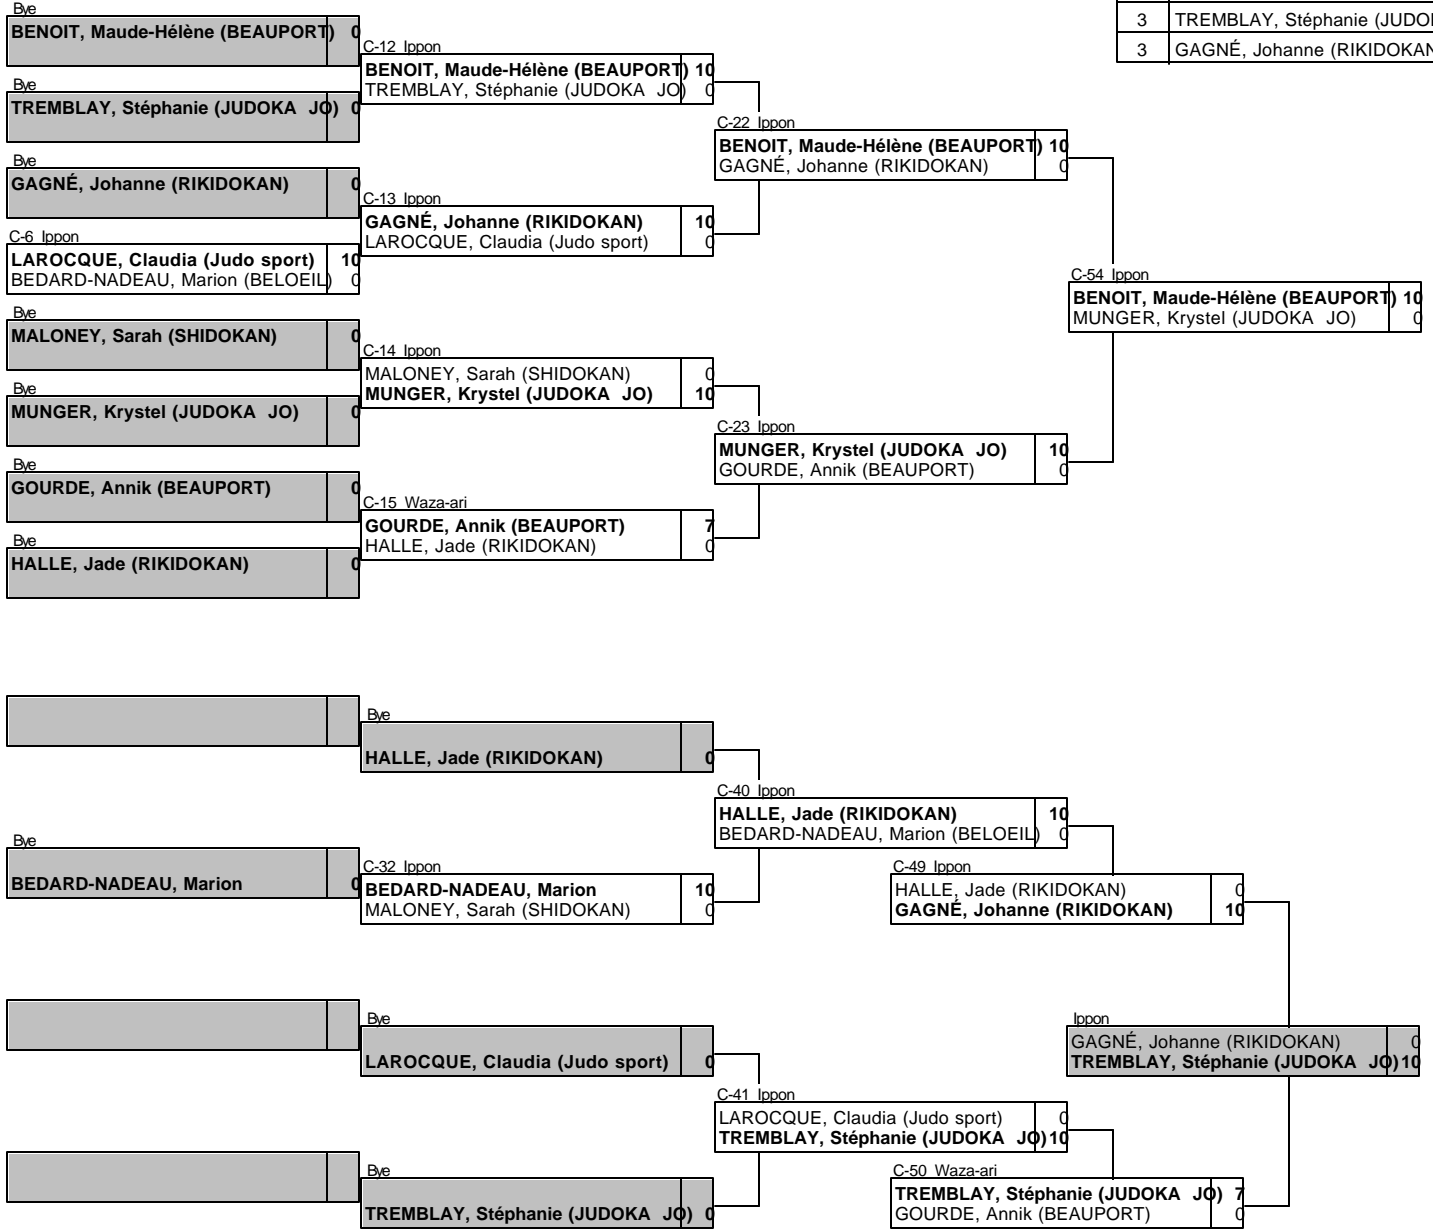 3 TREMBLAY, Stéphanie (JUDO
3 GAGNÉ, Johanne (RIKIDOKAN
Bye
BENOIT, Maude-Hélène (BEAUPORT) 0
Bye
TREMBLAY, Stéphanie (JUDOKA JO) 0
Bye
GAGNÉ, Johanne (RIKIDOKAN) 0
C-6 Ippon
LAROCQUE, Claudia (Judo sport) 10
BEDARD-NADEAU, Marion (BELOEIL) 0
Bye
MALONEY, Sarah (SHIDOKAN) 0
Bye
MUNGER, Krystel (JUDOKA JO) 0
Bye
GOURDE, Annik (BEAUPORT) 0
Bye
HALLE, Jade (RIKIDOKAN) 0
C-12 Ippon
BENOIT, Maude-Hélène (BEAUPORT) 10
TREMBLAY, Stéphanie (JUDOKA JO) 0
C-13 Ippon
GAGNÉ, Johanne (RIKIDOKAN) 10
LAROCQUE, Claudia (Judo sport) 0
C-14 Ippon
MALONEY, Sarah (SHIDOKAN) 0
MUNGER, Krystel (JUDOKA JO) 10
C-15 Waza-ari
GOURDE, Annik (BEAUPORT) 7
HALLE, Jade (RIKIDOKAN) 0
C-22 Ippon
BENOIT, Maude-Hélène (BEAUPORT) 10
GAGNÉ, Johanne (RIKIDOKAN) 0
C-23 Ippon
MUNGER, Krystel (JUDOKA JO) 10
GOURDE, Annik (BEAUPORT) 0
C-54 Ippon
BENOIT, Maude-Hélène (BEAUPORT) 10
MUNGER, Krystel (JUDOKA JO) 0
Bye
BEDARD-NADEAU, Marion 0
Bye
HALLE, Jade (RIKIDOKAN) 0
C-32 Ippon
BEDARD-NADEAU, Marion 10
MALONEY, Sarah (SHIDOKAN) 0
Bye
LAROCQUE, Claudia (Judo sport) 0
Bye
TREMBLAY, Stéphanie (JUDOKA JO) 0
C-40 Ippon
HALLE, Jade (RIKIDOKAN) 10
BEDARD-NADEAU, Marion (BELOEIL) 0
C-41 Ippon
LAROCQUE, Claudia (Judo sport) 0
TREMBLAY, Stéphanie (JUDOKA JO) 10
C-49 Ippon
HALLE, Jade (RIKIDOKAN) 0
GAGNÉ, Johanne (RIKIDOKAN) 10
C-50 Waza-ari
TREMBLAY, Stéphanie (JUDOKA JO) 7
GOURDE, Annik (BEAUPORT) 0
Ippon
GAGNÉ, Johanne (RIKIDOKAN) 0
TREMBLAY, Stéphanie (JUDOKA JO) 10